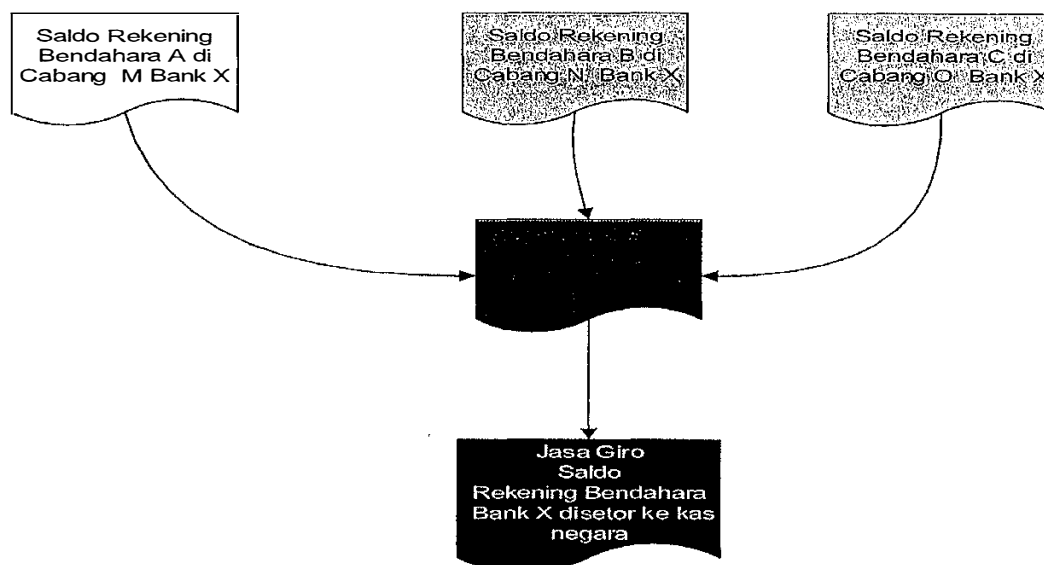 Saldo Rekening
Bendahara A di
Cabang M Bank X
Saldo Rekening
Bendahara B di
Cabang N Bank X
Saldo Rekening
Bendahara C di
Cabang O Bank X
Jasa Giro
Saldo
Rekening Bendahara
Bank X disetor ke kas
negara